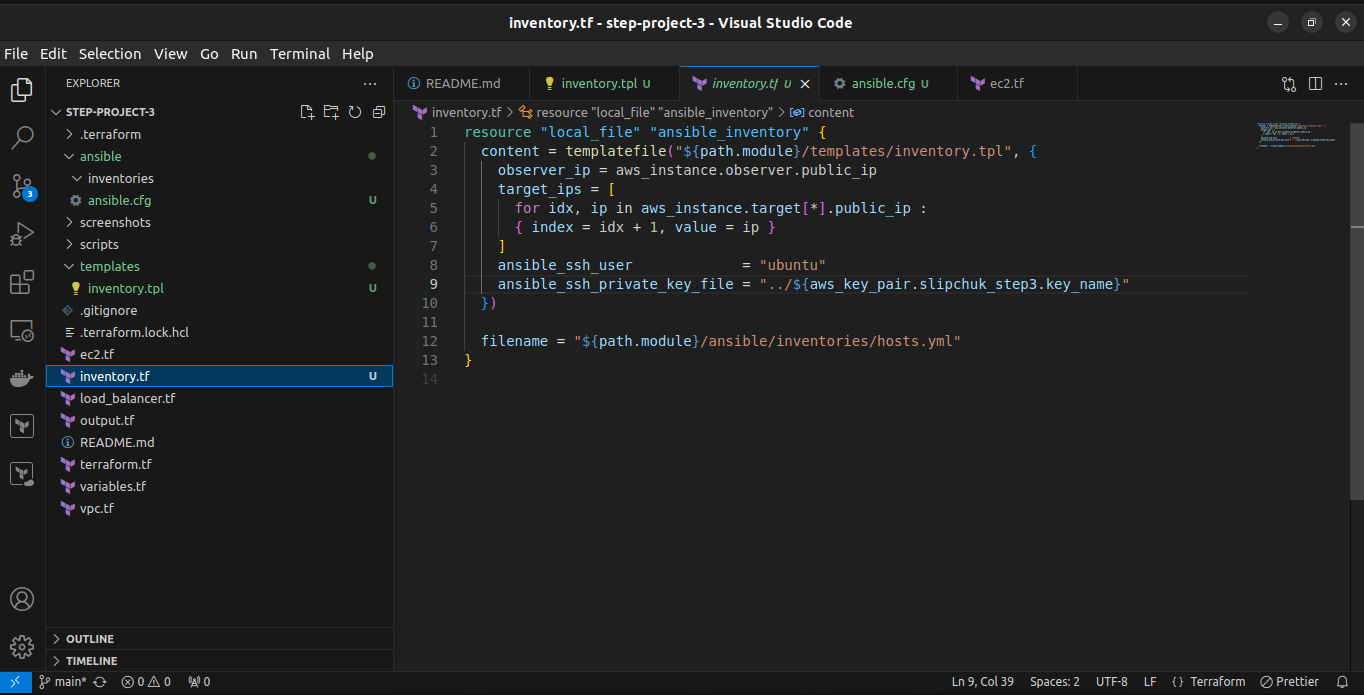 inventory.tf - step-project-3 - Visual Studio Code
File Edit Selection View Go Run Terminal Help
EXPLORER
STEP-PROJECT-3
.terraform
ansible
inventories
ansible.cfg U
screenshots
scripts
templates
inventory.tpl U
.gitignore
.terraform.lock.hcl
ec2.tf
inventory.tf U
load_balancer.tf
output.tf
README.md
terraform.tf
variables.tf
vpc.tf
OUTLINE
TIMELINE
3
README.md inventory.tpl U inventory.tf U ansible.cfg U ec2.tf
inventory.tf > resource "local_file" "ansible_inventory" > content
1 resource "local_file" "ansible_inventory" {
2 content = templatefile("${path.module}/templates/inventory.tpl", {
3 observer_ip = aws_instance.observer.public_ip
4 target_ips = [
5 for idx, ip in aws_instance.target[*].public_ip :
6 { index = idx + 1, value = ip }
7 ]
8 ansible_ssh_user = "ubuntu"
9 ansible_ssh_private_key_file = "../${aws_key_pair.slipchuk_step3.key_name}"
10 })
11
12 filename = "${path.module}/ansible/inventories/hosts.yml"
13 }
14
main* 0 0 0 Ln 9, Col 39 Spaces: 2 UTF-8 LF {} Terraform Prettier